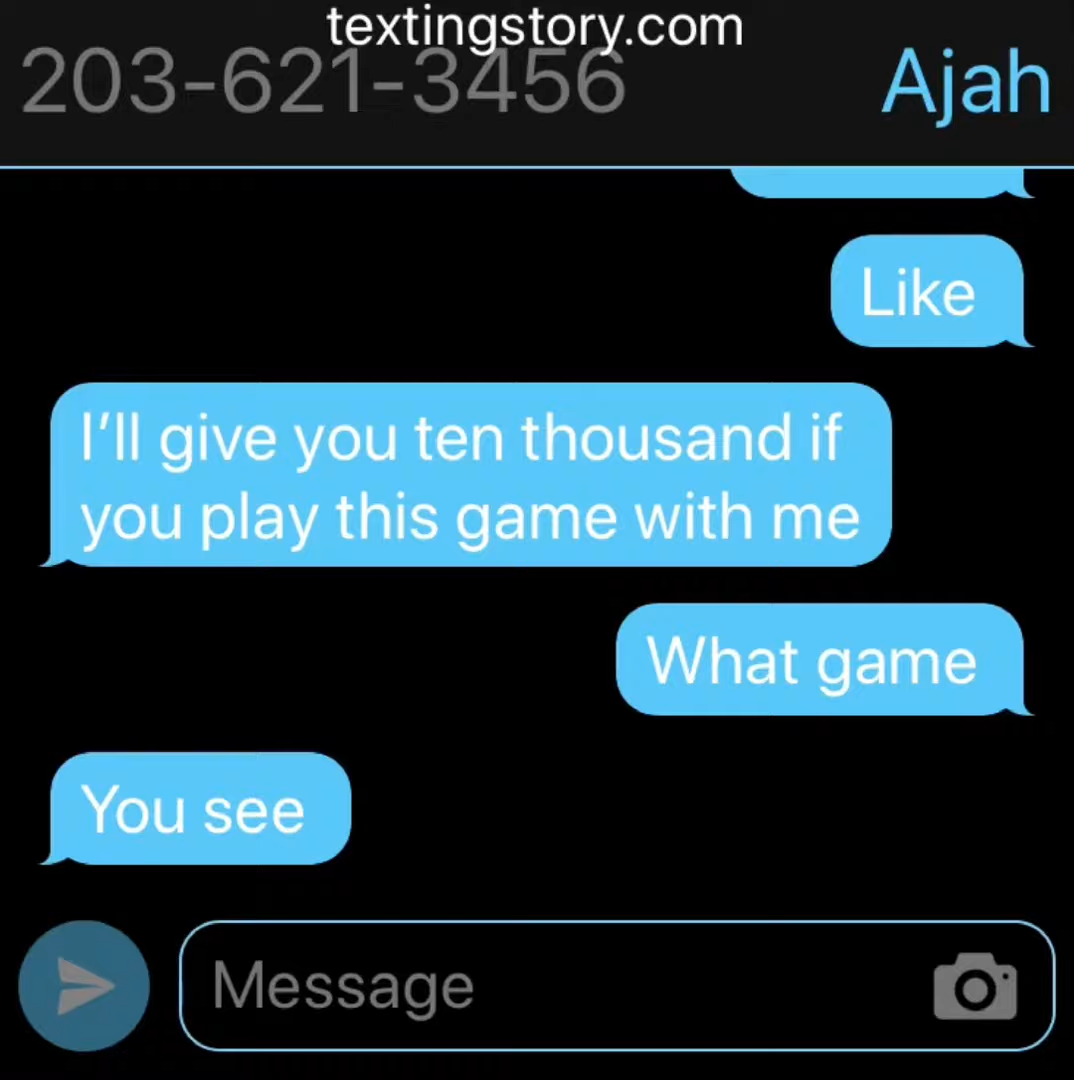 textingstory.com
203-621-3456
Ajah
Like
I’ll give you ten thousand if
you play this game with me
What game
You see
Message